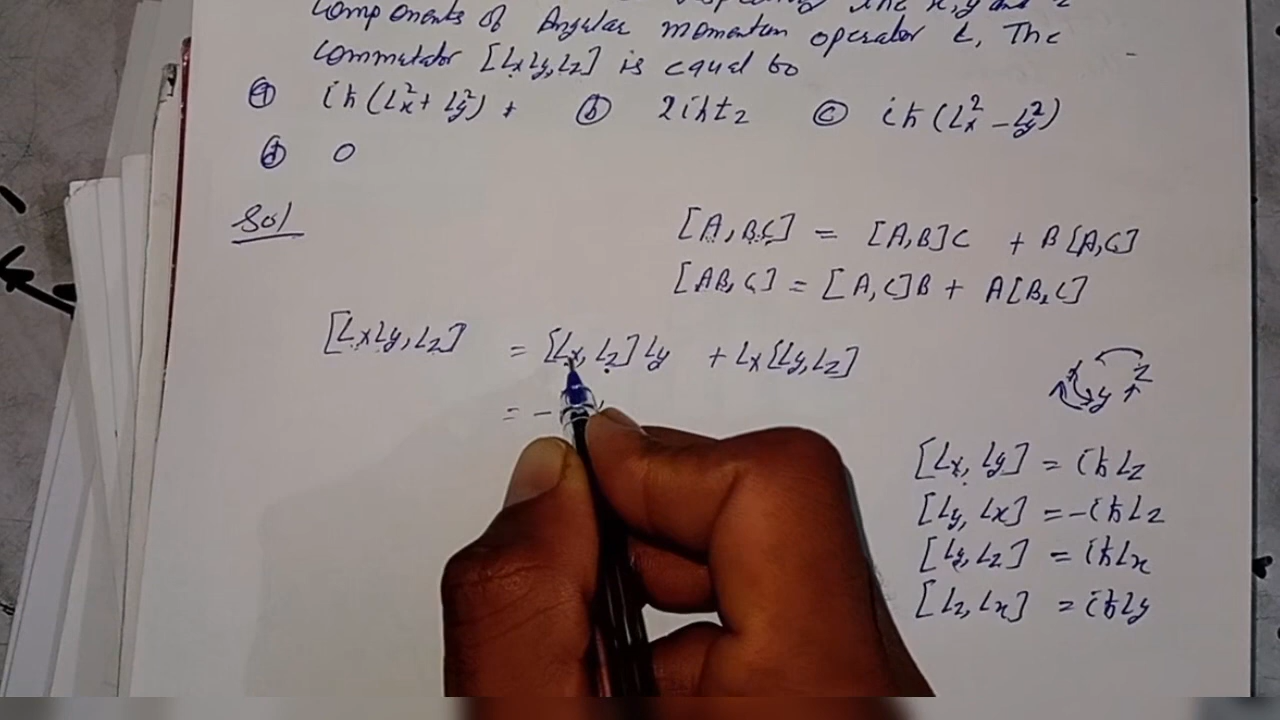 the x, y and z
Components of Angular momentum operator L, The
commutator [LxLy, Lz] is equal to
(a) iħ(Lx² + Ly²) (b) 2iħLz (c) iħ(Lx² - Ly²)
(d) 0
Sol
[A, BC] = [A,B]C + B[A,C]
[AB, C] = [A,C]B + A[B,C]
[LxLy, Lz] = [Lx, Lz]Ly + Lx[Ly, Lz]
x z
y
= -
[Lx, Ly] = iħLz
[Ly, Lx] = -iħLz
[Ly, Lz] = iħLx
[Lz, Lx] = iħLy